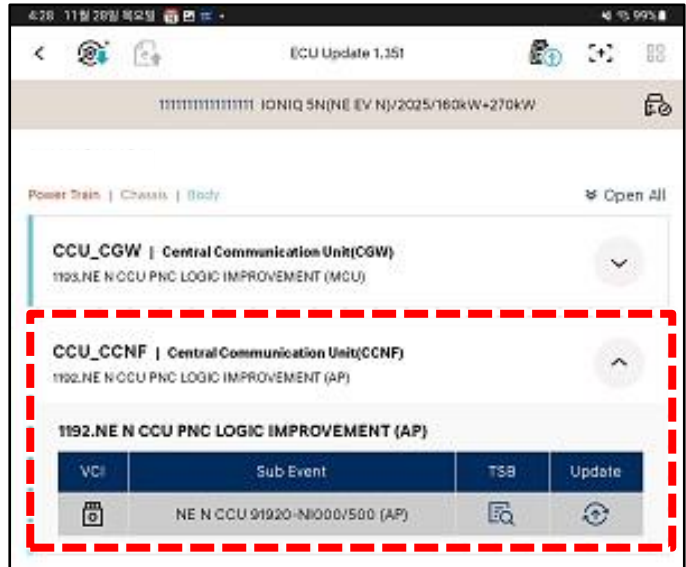 4:28 11월 28일 목요일
99%
ECU Update 1.351
11111111111111111 IONIQ 5N(NE EV N)/2025/160kW+270kW
Power Train | Chassis | Body
Open All
CCU_CGW | Central Communication Unit(CGW)
1193.NE N CCU PNC LOGIC IMPROVEMENT (MCU)
CCU_CCNF | Central Communication Unit(CCNF)
1192.NE N CCU PNC LOGIC IMPROVEMENT (AP)
1192.NE N CCU PNC LOGIC IMPROVEMENT (AP)
VCI Sub Event TSB Update
NE N CCU 91920-NI000/500 (AP)